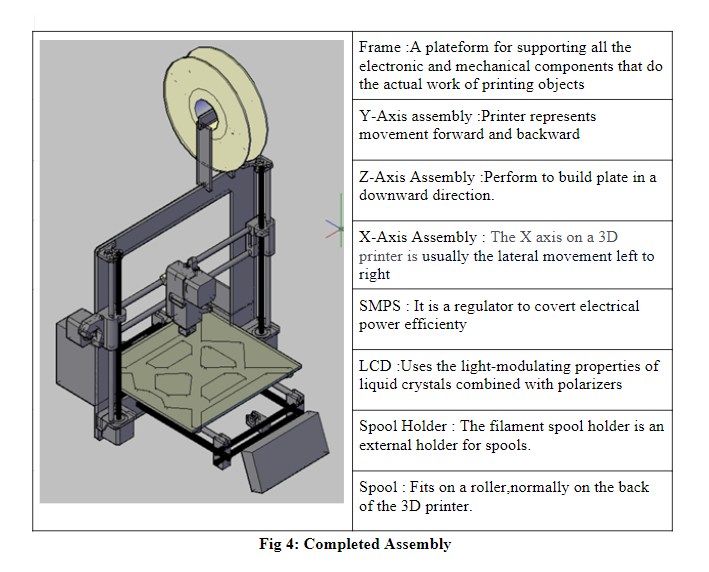 Frame :A plateform for supporting all the
electronic and mechanical components that do
the actual work of printing objects
Y-Axis assembly :Printer represents
movement forward and backward
Z-Axis Assembly :Perform to build plate in a
downward direction.
X-Axis Assembly : The X axis on a 3D
printer is usually the lateral movement left to
right
SMPS : It is a regulator to covert electrical
power efficienty
LCD :Uses the light-modulating properties of
liquid crystals combined with polarizers
Spool Holder : The filament spool holder is an
external holder for spools.
Spool : Fits on a roller,normally on the back
of the 3D printer.
Fig 4: Completed Assembly